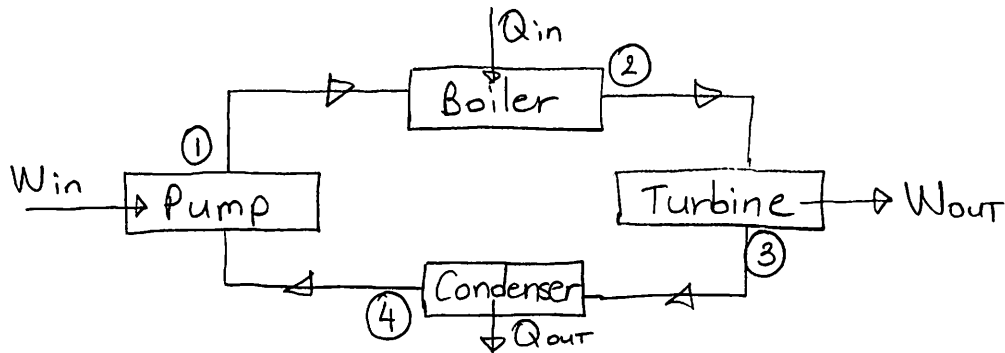 Qin
②
Boiler
①
Win
Pump
Turbine
WOUT
③
Condenser
④
QOUT